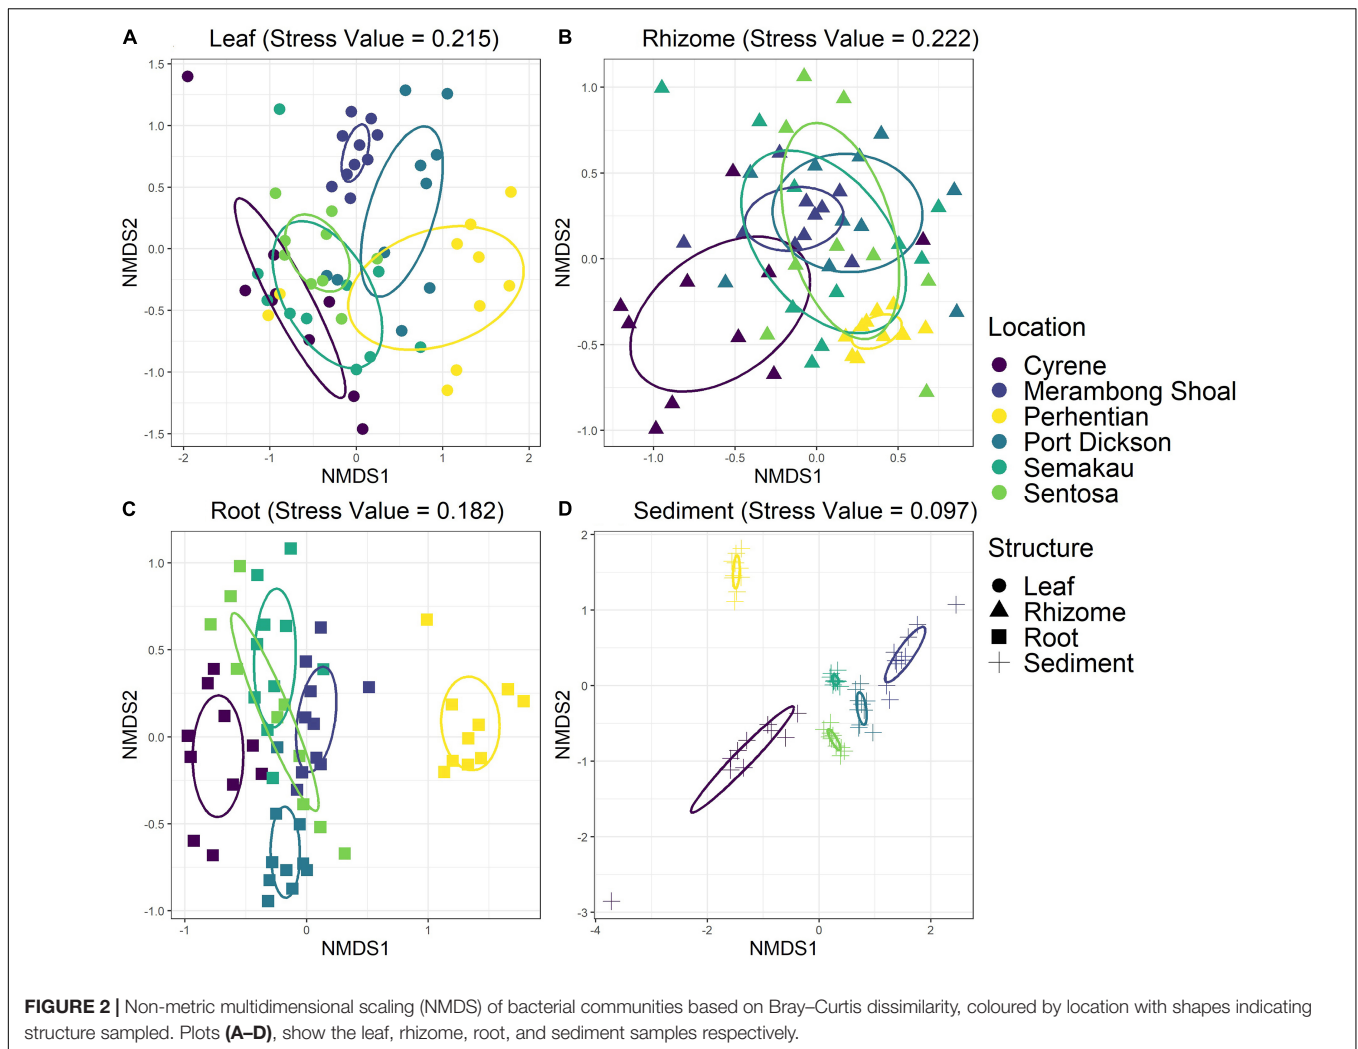 A Leaf (Stress Value = 0.215)
1.5
1.0
0.5
0.0
-0.5
-1.0
-1.5
NMDS2
-2 -1 0 1 2
NMDS1
B Rhizome (Stress Value = 0.222)
1.0
0.5
0.0
-0.5
-1.0
NMDS2
-1.0 -0.5 0.0 0.5
NMDS1
C Root (Stress Value = 0.182)
1.0
0.5
0.0
-0.5
-1.0
NMDS2
-1 0 1
NMDS1
D Sediment (Stress Value = 0.097)
2
1
0
-1
-2
-3
NMDS2
-4 -2 0 2
NMDS1
Location
Cyrene
Merambong Shoal
Perhentian
Port Dickson
Semakau
Sentosa
Structure
Leaf
Rhizome
Root
Sediment
FIGURE 2 | Non-metric multidimensional scaling (NMDS) of bacterial communities based on Bray–Curtis dissimilarity, coloured by location with shapes indicating
structure sampled. Plots (A–D), show the leaf, rhizome, root, and sediment samples respectively.